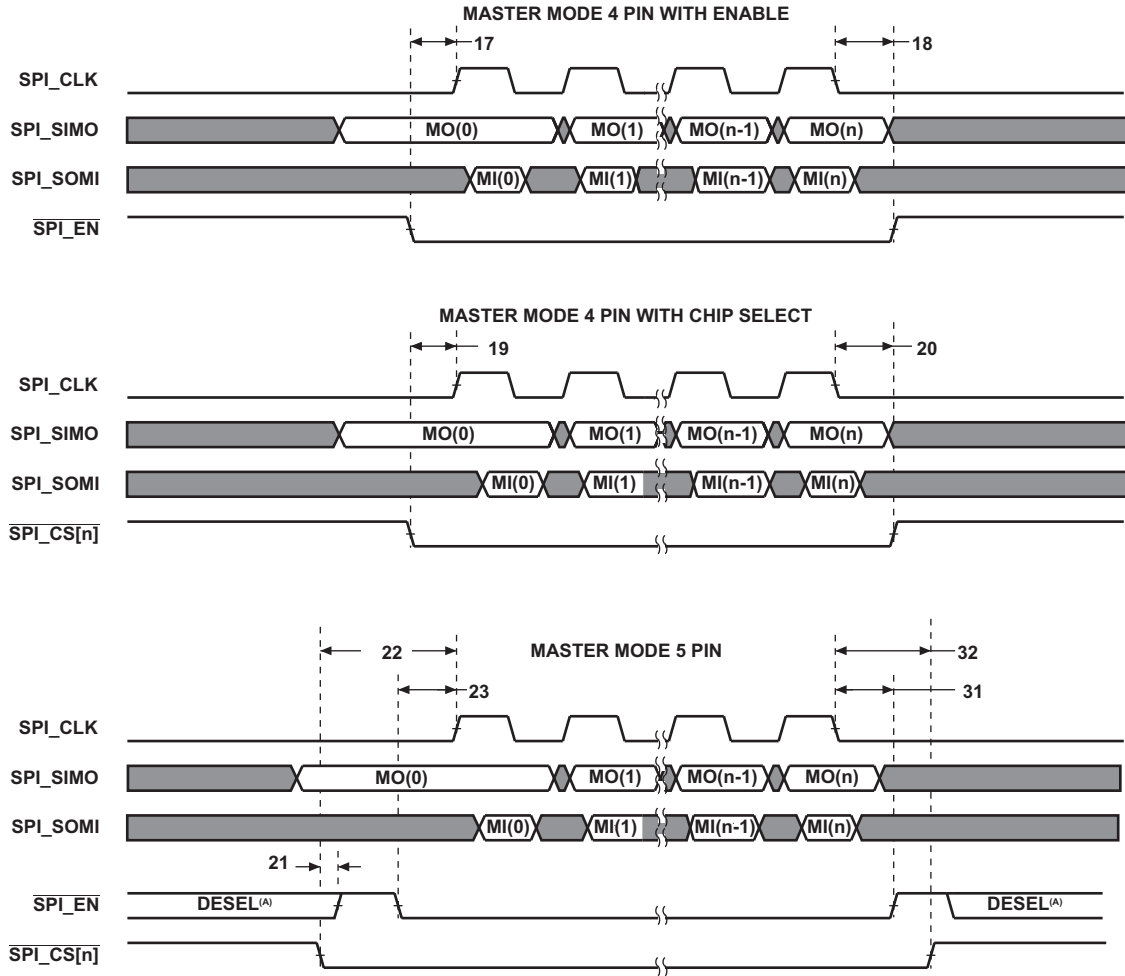 MASTER MODE 4 PIN WITH ENABLE
17
18
SPI_CLK
SPI_SIMO
MO(0)
MO(1)
MO(n-1)
MO(n)
SPI_SOMI
MI(0)
MI(1)
MI(n-1)
MI(n)
SPI_EN
MASTER MODE 4 PIN WITH CHIP SELECT
19
20
SPI_CLK
SPI_SIMO
MO(0)
MO(1)
MO(n-1)
MO(n)
SPI_SOMI
MI(0)
MI(1)
MI(n-1)
MI(n)
SPI_CS[n]
22
MASTER MODE 5 PIN
32
23
31
SPI_CLK
SPI_SIMO
MO(0)
MO(1)
MO(n-1)
MO(n)
SPI_SOMI
MI(0)
MI(1)
MI(n-1)
MI(n)
21
SPI_EN
DESEL(A)
DESEL(A)
SPI_CS[n]